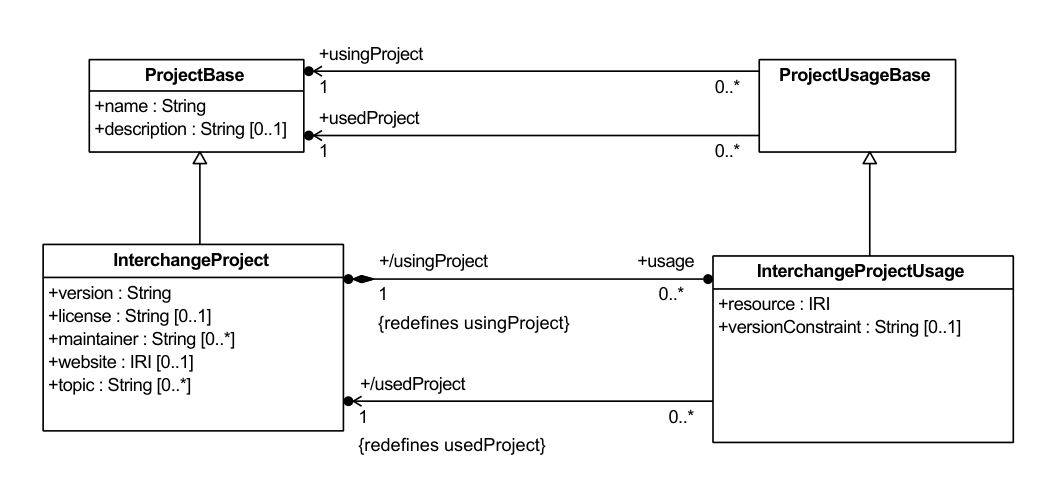 +usingProject
ProjectBase
ProjectUsageBase
1
0..*
+name : String
+description : String [0..1]
+usedProject
1
0..*
InterchangeProject
+/usingProject
+usage
InterchangeProjectUsage
+version : String
+license : String [0..1]
+maintainer : String [0..*]
+website : IRI [0..1]
+topic : String [0..*]
1
0..*
{redefines usingProject}
+resource : IRI
+versionConstraint : String [0..1]
+/usedProject
1
0..*
{redefines usedProject}